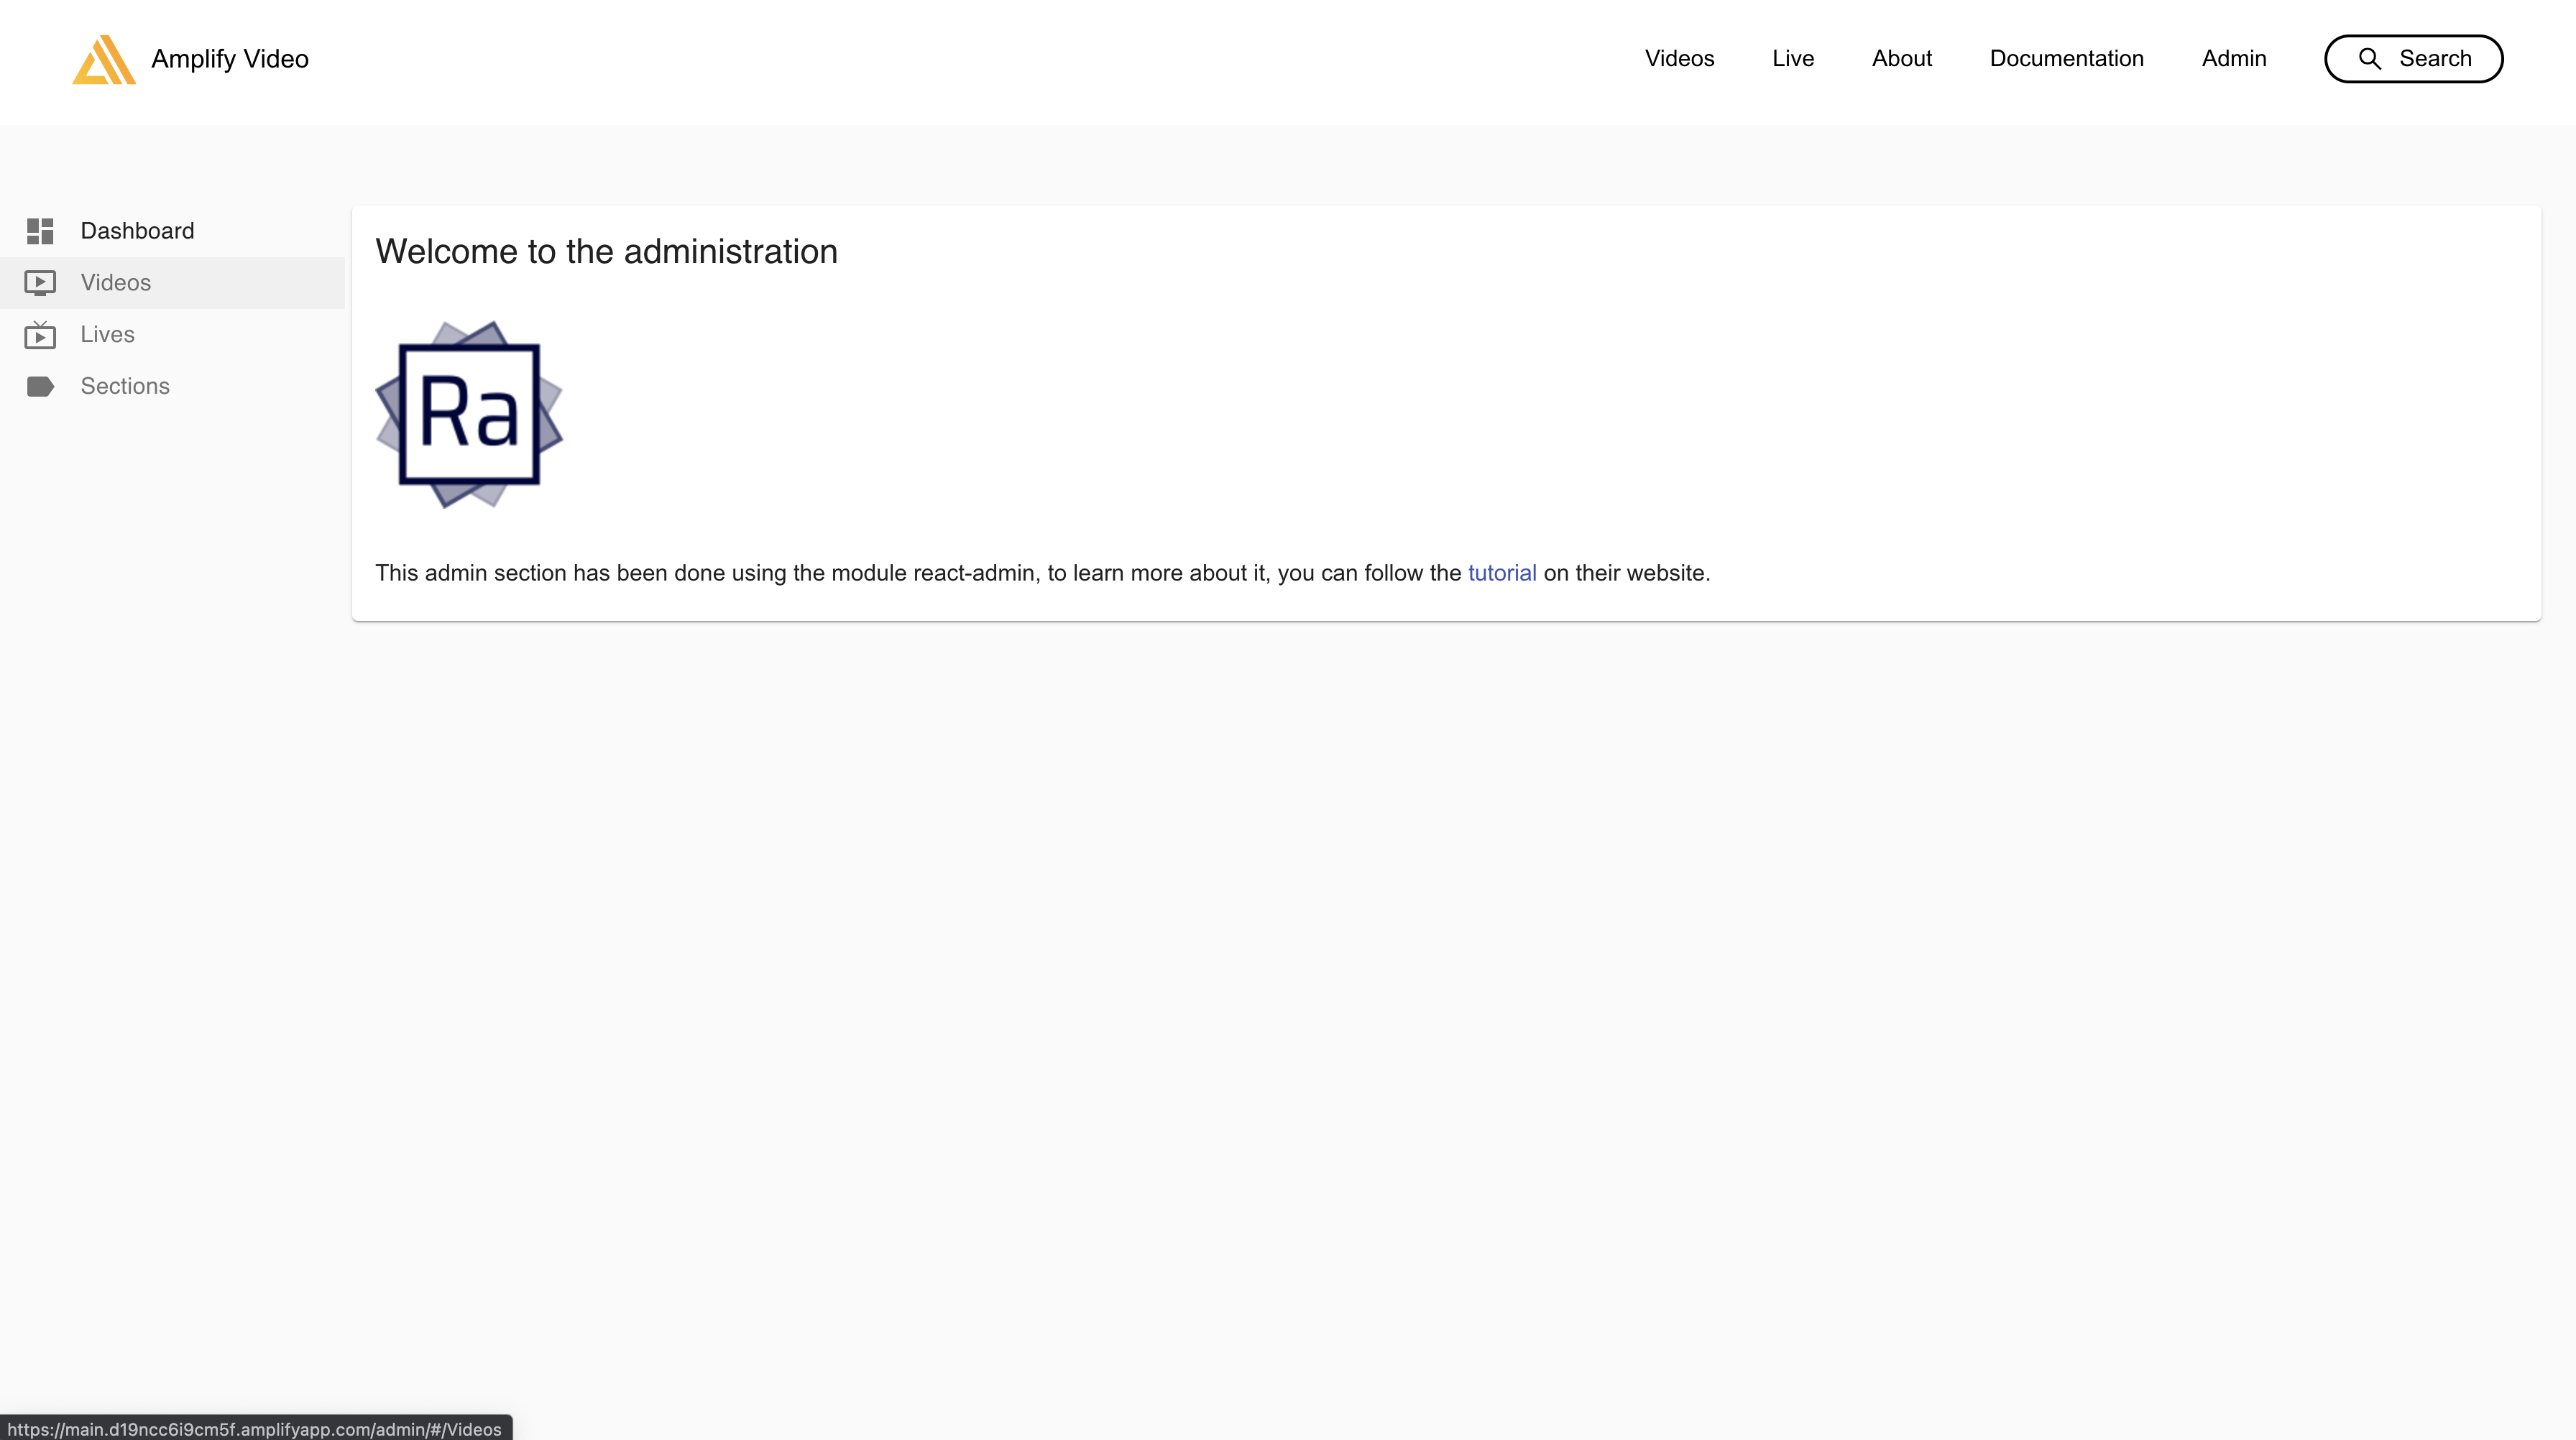 Amplify Video
Videos Live About Documentation Admin Search
Dashboard
Videos
Lives
Sections
Welcome to the administration
Ra
This admin section has been done using the module react-admin, to learn more about it, you can follow the tutorial on their website.
https://main.d19ncc6i9cm5f.amplifyapp.com/admin/#/Videos